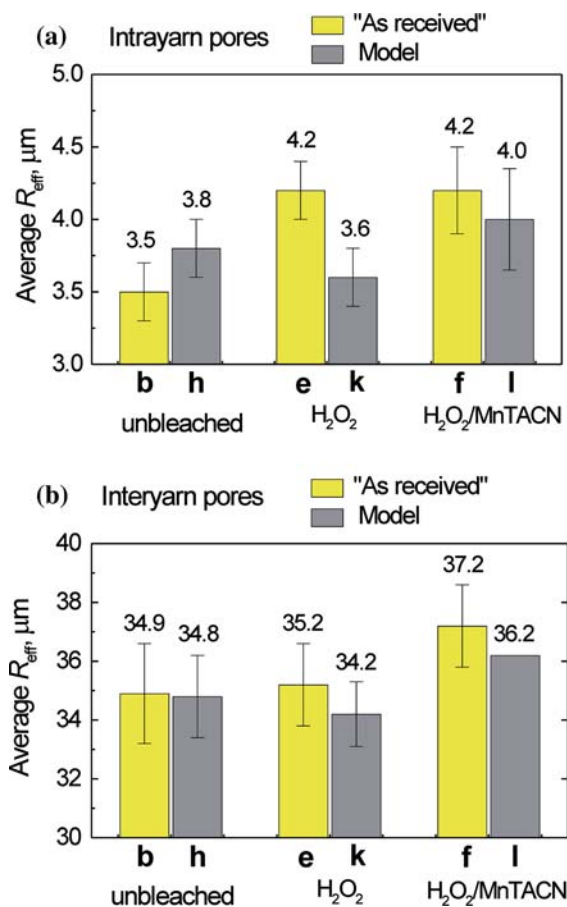 (a) Intrayarn pores
"As received"
Model
Average R_eff, μm
5.0
4.5
4.0
3.5
3.0
3.5
3.8
4.2
3.6
4.2
4.0
b h e k f l
unbleached H₂O₂ H₂O₂/MnTACN
(b) Interyarn pores
"As received"
Model
Average R_eff, μm
40
38
36
34
32
30
34.9
34.8
35.2
34.2
37.2
36.2
b h e k f l
unbleached H₂O₂ H₂O₂/MnTACN